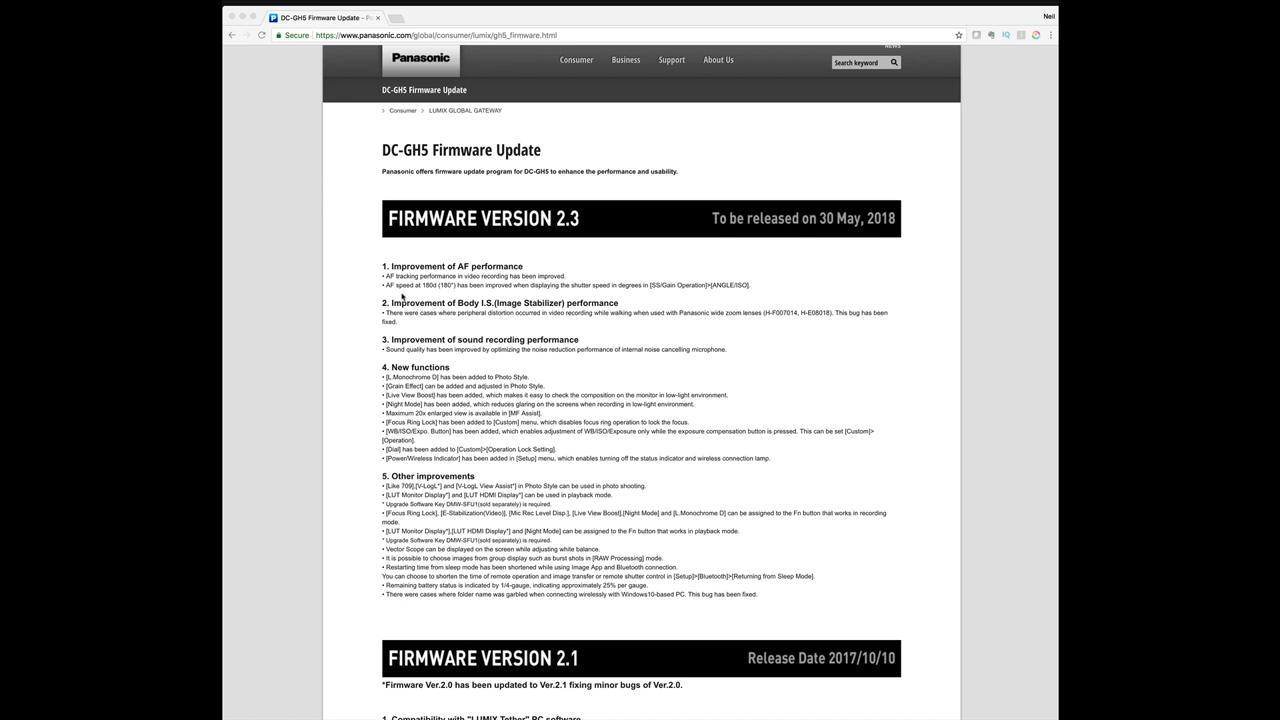 DC-GH5 Firmware Update - Pa
Neil
Secure
https://www.panasonic.com/global/consumer/lumix/gh5_firmware.html
NEWS
Panasonic
Consumer
Business
Support
About Us
Search keyword
DC-GH5 Firmware Update
> Consumer > LUMIX GLOBAL GATEWAY
DC-GH5 Firmware Update
Panasonic offers firmware update program for DC-GH5 to enhance the performance and usability.
FIRMWARE VERSION 2.3
To be released on 30 May, 2018
1. Improvement of AF performance
• AF tracking performance in video recording has been improved.
• AF speed at 180d (180°) has been improved when displaying the shutter speed in degrees in [SS/Gain Operation]>[ANGLE/ISO].
2. Improvement of Body I.S.(Image Stabilizer) performance
• There were cases where peripheral distortion occurred in video recording while walking when used with Panasonic wide zoom lenses (H-F007014, H-E08018). This bug has been
fixed.
3. Improvement of sound recording performance
• Sound quality has been improved by optimizing the noise reduction performance of internal noise cancelling microphone.
4. New functions
• [L.Monochrome D] has been added to Photo Style.
• [Grain Effect] can be added and adjusted in Photo Style.
• [Live View Boost] has been added, which makes it easy to check the composition on the monitor in low-light environment.
• [Night Mode] has been added, which reduces glaring on the screens when recording in low-light environment.
• Maximum 20x enlarged view is available in [MF Assist].
• [Focus Ring Lock] has been added to [Custom] menu, which disables focus ring operation to lock the focus.
• [WB/ISO/Expo. Button] has been added, which enables adjustment of WB/ISO/Exposure only while the exposure compensation button is pressed. This can be set [Custom]>
[Operation].
• [Dial] has been added to [Custom]>[Operation Lock Setting].
• [Power/Wireless Indicator] has been added in [Setup] menu, which enables turning off the status indicator and wireless connection lamp.
5. Other improvements
• [Like 709],[V-LogL*] and [V-LogL View Assist*] in Photo Style can be used in photo shooting.
• [LUT Monitor Display*] and [LUT HDMI Display*] can be used in playback mode.
* Upgrade Software Key DMW-SFU1(sold separately) is required.
• [Focus Ring Lock], [E-Stabilization(Video)], [Mic Rec Level Disp.], [Live View Boost],[Night Mode] and [L.Monochrome D] can be assigned to the Fn button that works in recording
mode.
• [LUT Monitor Display*],[LUT HDMI Display*] and [Night Mode] can be assigned to the Fn button that works in playback mode.
* Upgrade Software Key DMW-SFU1(sold separately) is required.
• Vector Scope can be displayed on the screen while adjusting white balance.
• It is possible to choose images from group display such as burst shots in [RAW Processing] mode.
• Restarting time from sleep mode has been shortened while using Image App and Bluetooth connection.
You can choose to shorten the time of remote operation and image transfer or remote shutter control in [Setup]>[Bluetooth]>[Returning from Sleep Mode].
• Remaining battery status is indicated by 1/4-gauge, indicating approximately 25% per gauge.
• There were cases where folder name was garbled when connecting wirelessly with Windows10-based PC. This bug has been fixed.
FIRMWARE VERSION 2.1
Release Date 2017/10/10
*Firmware Ver.2.0 has been updated to Ver.2.1 fixing minor bugs of Ver.2.0.
1. Compatibility with "LUMIX Tether" PC software